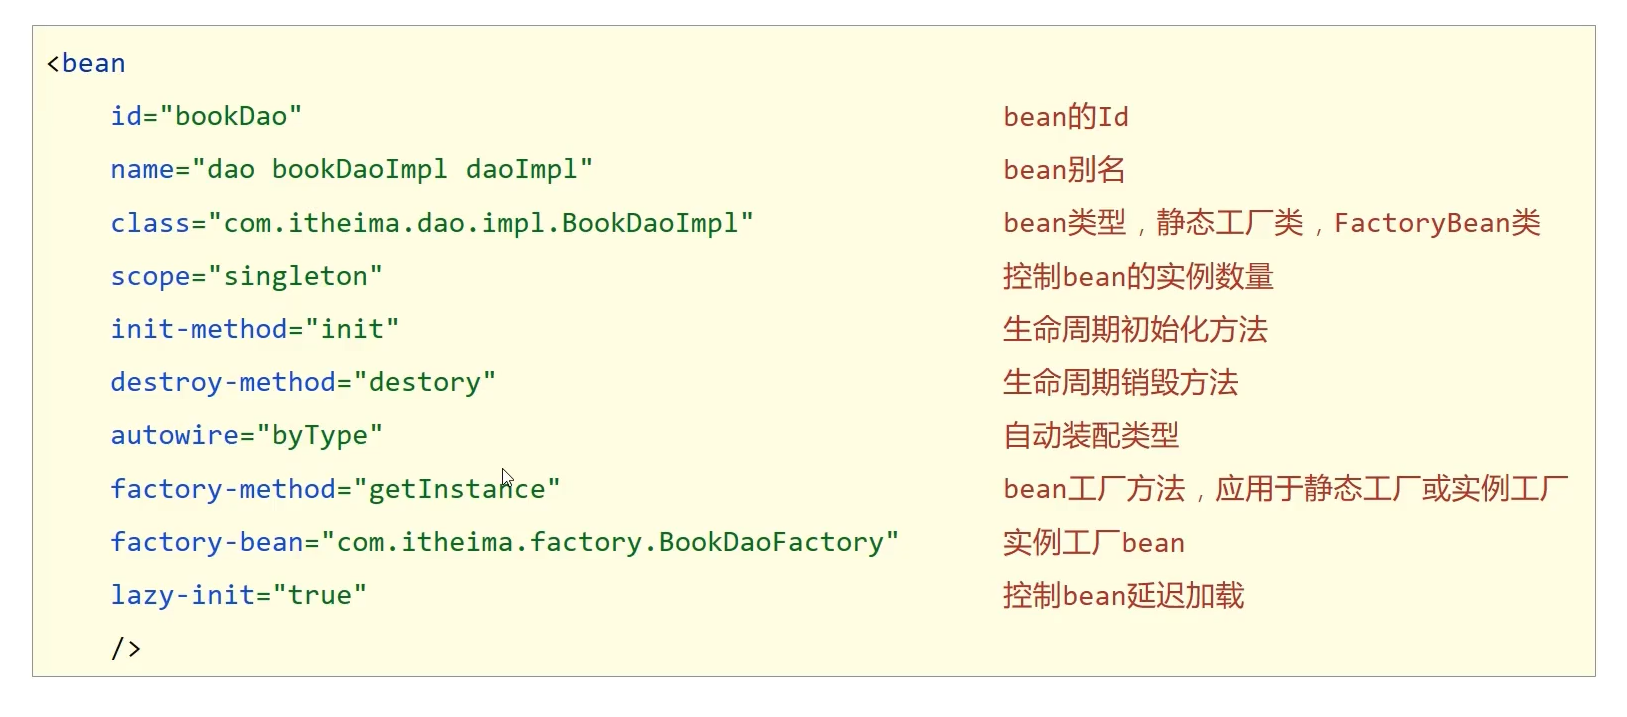 <bean
id="bookDao" bean的Id
name="dao bookDaoImpl daoImpl" bean别名
class="com.itheima.dao.impl.BookDaoImpl" bean类型，静态工厂类，FactoryBean类
scope="singleton" 控制bean的实例数量
init-method="init" 生命周期初始化方法
destroy-method="destory" 生命周期销毁方法
autowire="byType" 自动装配类型
factory-method="getInstance" bean工厂方法，应用于静态工厂或实例工厂
factory-bean="com.itheima.factory.BookDaoFactory" 实例工厂bean
lazy-init="true" 控制bean延迟加载
/>